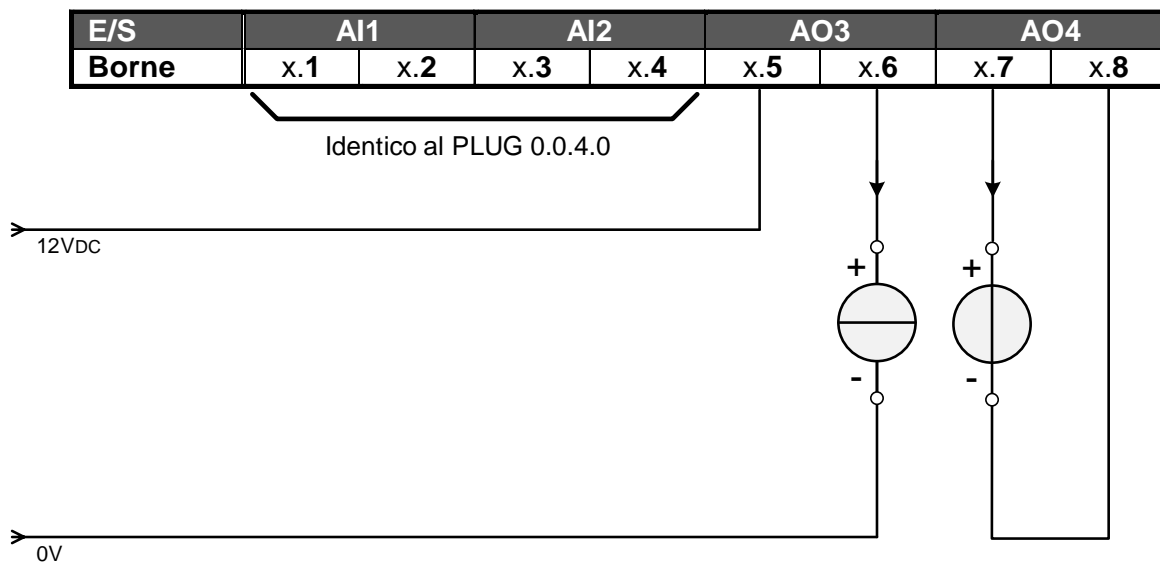 E/S AI1 AI2 AO3 AO4
Borne x.1 x.2 x.3 x.4 x.5 x.6 x.7 x.8
Identico al PLUG 0.0.4.0
12VDC
+ +
- -
0V